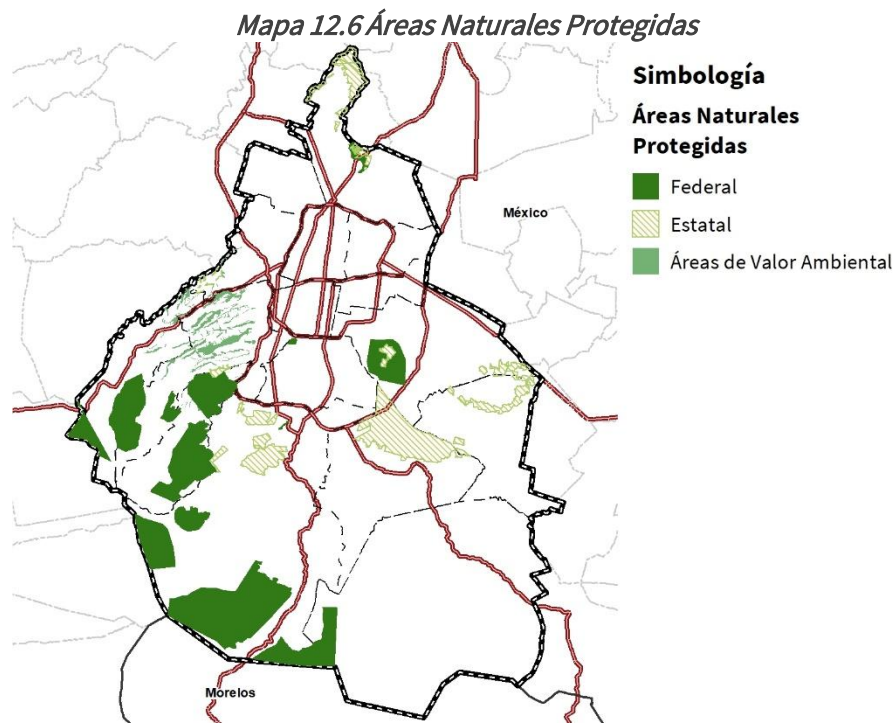 Mapa 12.6 Áreas Naturales Protegidas
Simbología
Áreas Naturales
Protegidas
Federal
Estatal
Áreas de Valor Ambiental
México
Morelos